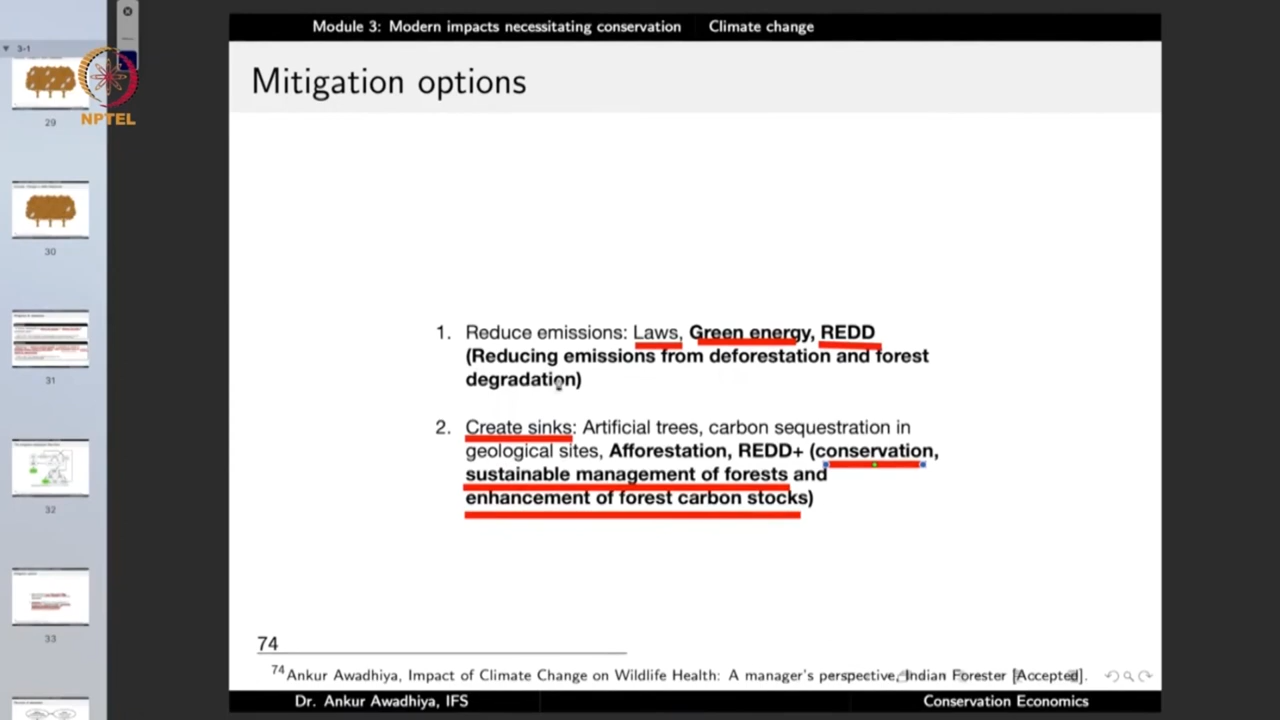 Module 3: Modern impacts necessitating conservation Climate change
3-1
Mitigation options
NPTEL
29
30
31
32
33
1. Reduce emissions: Laws, Green energy, REDD
(Reducing emissions from deforestation and forest
degradation)
2. Create sinks: Artificial trees, carbon sequestration in
geological sites, Afforestation, REDD+ (conservation,
sustainable management of forests and
enhancement of forest carbon stocks)
74
74 Ankur Awadhiya, Impact of Climate Change on Wildlife Health: A manager's perspective, Indian Forester [Accepted].
Dr. Ankur Awadhiya, IFS Conservation Economics